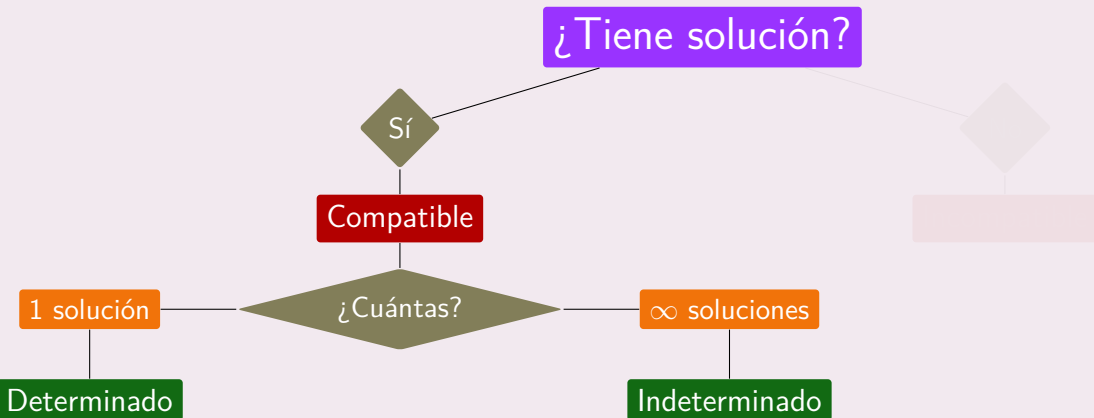 ¿Tiene solución?
Sí
Compatible
¿Cuántas?
1 solución
∞ soluciones
Determinado
Indeterminado